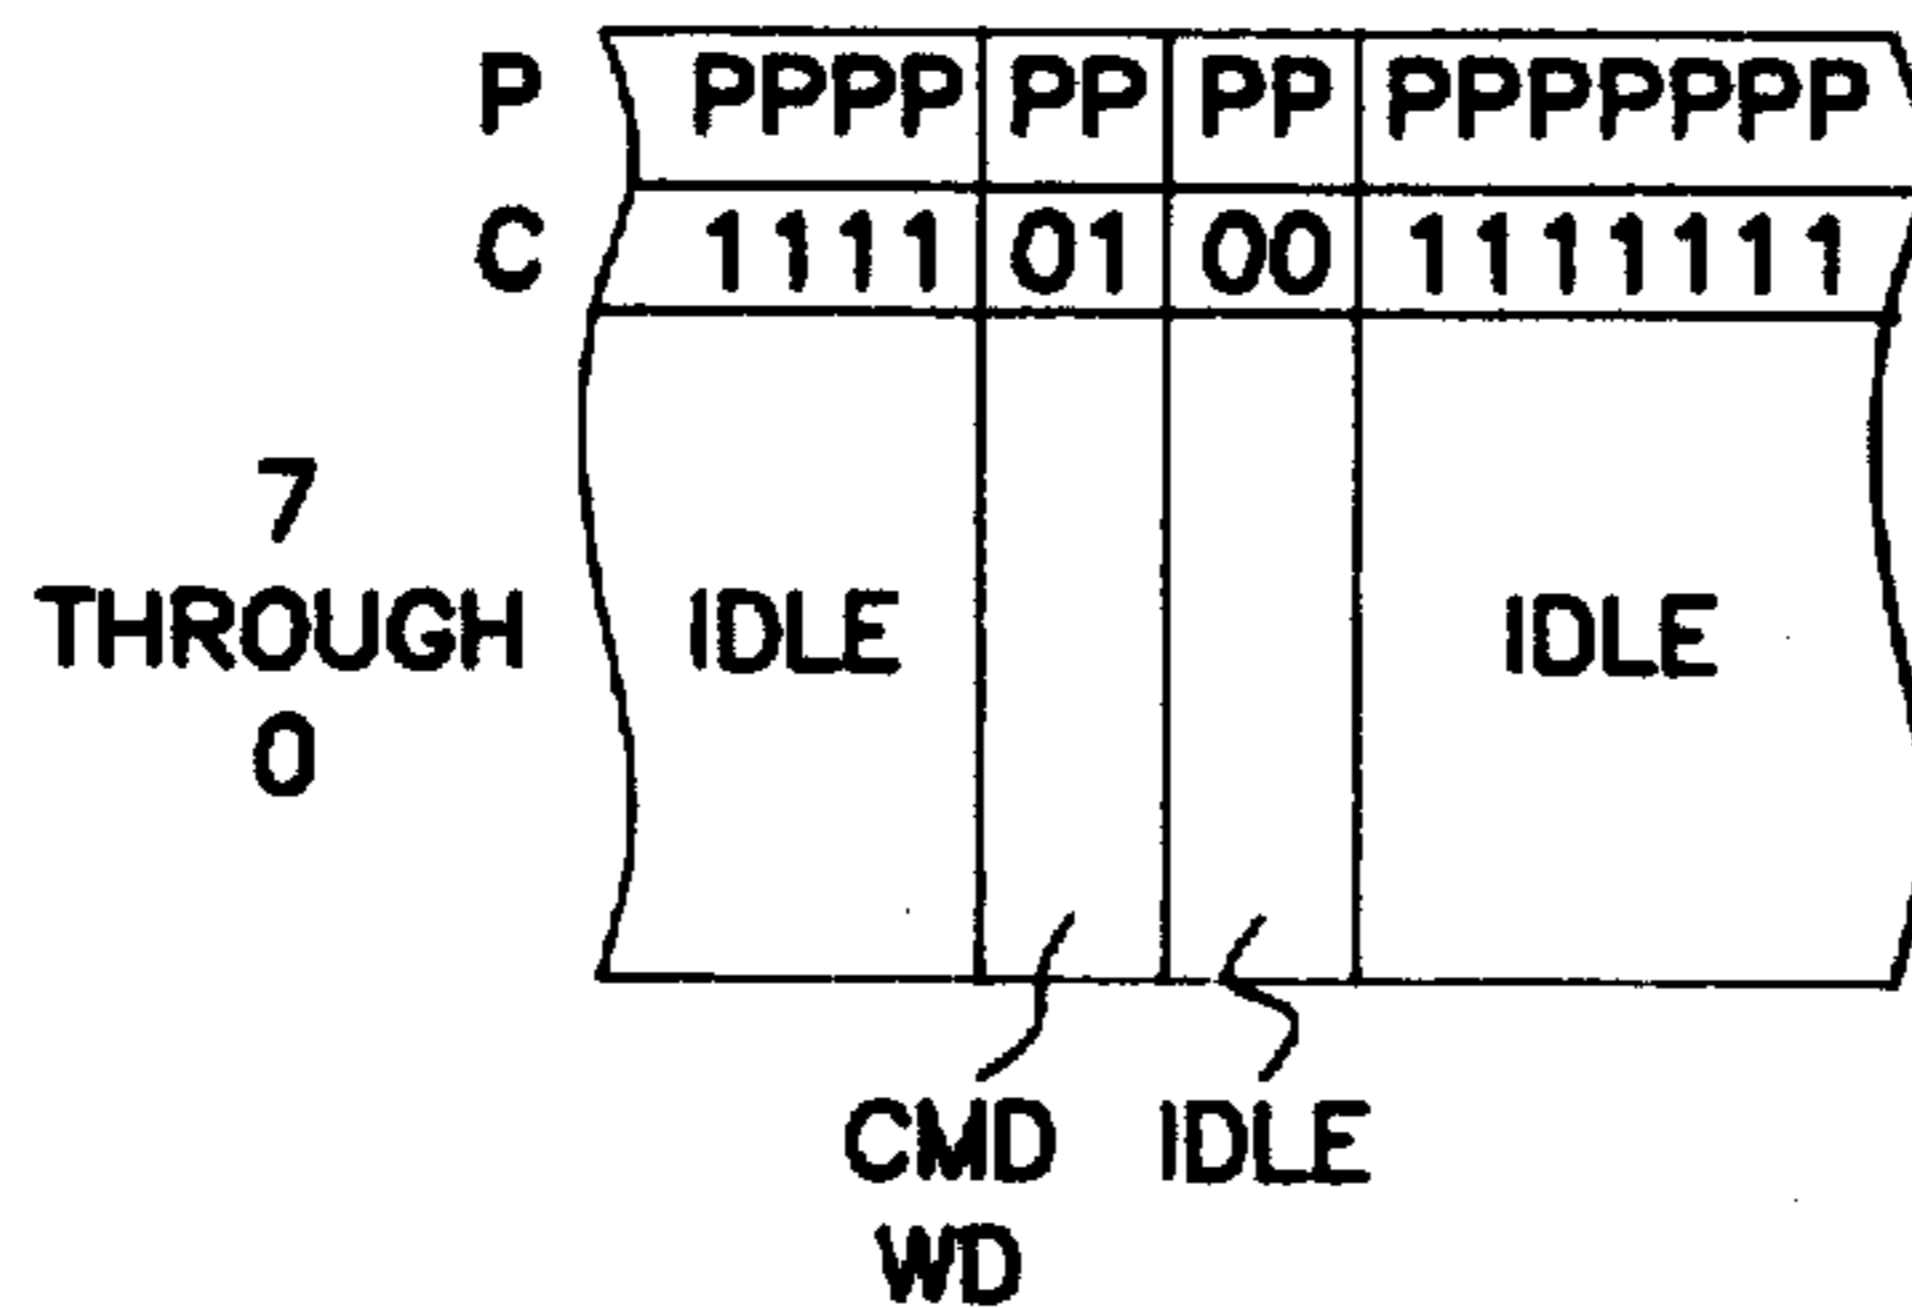 P PPPP PP PP PPPPPPP
C 1111 01 00 1111111
7
THROUGH IDLE IDLE
0
CMD IDLE
WD